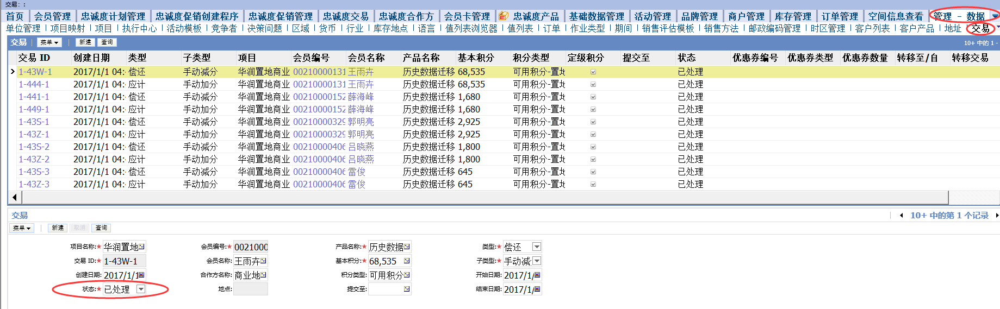 交易: :
首页 会员管理 忠诚度计划管理 忠诚度促销创建程序 忠诚度促销管理 忠诚度交易 忠诚度合作方 会员卡管理 忠诚度产品 基础数据管理 活动管理 品牌管理 商户管理 库存管理 订单管理 空间信息查看 管理 - 数据
单位管理 | 项目映射 | 项目 | 执行中心 | 活动模板 | 竞争者 | 决策问题 | 区域 | 货币 | 行业 | 库存地点 | 语言 | 值列表浏览器 | 值列表 | 订单 | 作业类型 | 期间 | 销售评估模板 | 销售方法 | 邮政编码管理 | 时区管理 | 客户列表 | 客户产品 | 地址 交易
交易 菜单 新建 查询 10+ 中的 1 -
交易 ID 创建日期 类型 子类型 项目 会员编号 会员名称 产品名称 基本积分 积分类型 定级积分 提交至 状态 优惠券编号 优惠券类型 优惠券数量 转移至/自 转移交易
1-43W-1 2017/1/1 04: 偿还 手动减分 华润置地商业 00210000131 王雨卉 历史数据迁移 68,535 可用积分-置地 已处理
1-444-1 2017/1/1 04: 应计 手动加分 华润置地商业 00210000131 王雨卉 历史数据迁移 68,535 可用积分-置地 已处理
1-441-1 2017/1/1 04: 偿还 手动减分 华润置地商业 00210000152 薛海峰 历史数据迁移 1,680 可用积分-置地 已处理
1-449-1 2017/1/1 04: 应计 手动加分 华润置地商业 00210000152 薛海峰 历史数据迁移 1,680 可用积分-置地 已处理
1-43S-1 2017/1/1 04: 偿还 手动减分 华润置地商业 00210000329 郭明亮 历史数据迁移 2,925 可用积分-置地 已处理
1-43Z-1 2017/1/1 04: 应计 手动加分 华润置地商业 00210000329 郭明亮 历史数据迁移 2,925 可用积分-置地 已处理
1-43S-2 2017/1/1 04: 偿还 手动减分 华润置地商业 00210000406 吕晓燕 历史数据迁移 1,800 可用积分-置地 已处理
1-43Z-2 2017/1/1 04: 应计 手动加分 华润置地商业 00210000406 吕晓燕 历史数据迁移 1,800 可用积分-置地 已处理
1-43S-3 2017/1/1 04: 偿还 手动减分 华润置地商业 00210000406 雷俊 历史数据迁移 645 可用积分-置地 已处理
1-43Z-3 2017/1/1 04: 应计 手动加分 华润置地商业 00210000406 雷俊 历史数据迁移 645 可用积分-置地 已处理
交易 10+ 中的第 1 个记录
菜单 新建 取消 查询
项目名称:★ 华润置地 会员编号:★ 0021000 产品名称:★ 历史数据 类型:★ 偿还
交易 ID:★ 1-43W-1 会员名称: 王雨卉 基本积分:★ 68,535 子类型:★ 手动减
创建日期: 2017/1/1 合作方名称: 商业地 积分类型: 可用积分 开始日期: 2017/1/
状态:★ 已处理 地点: 提交至: 结束日期: 2017/1/